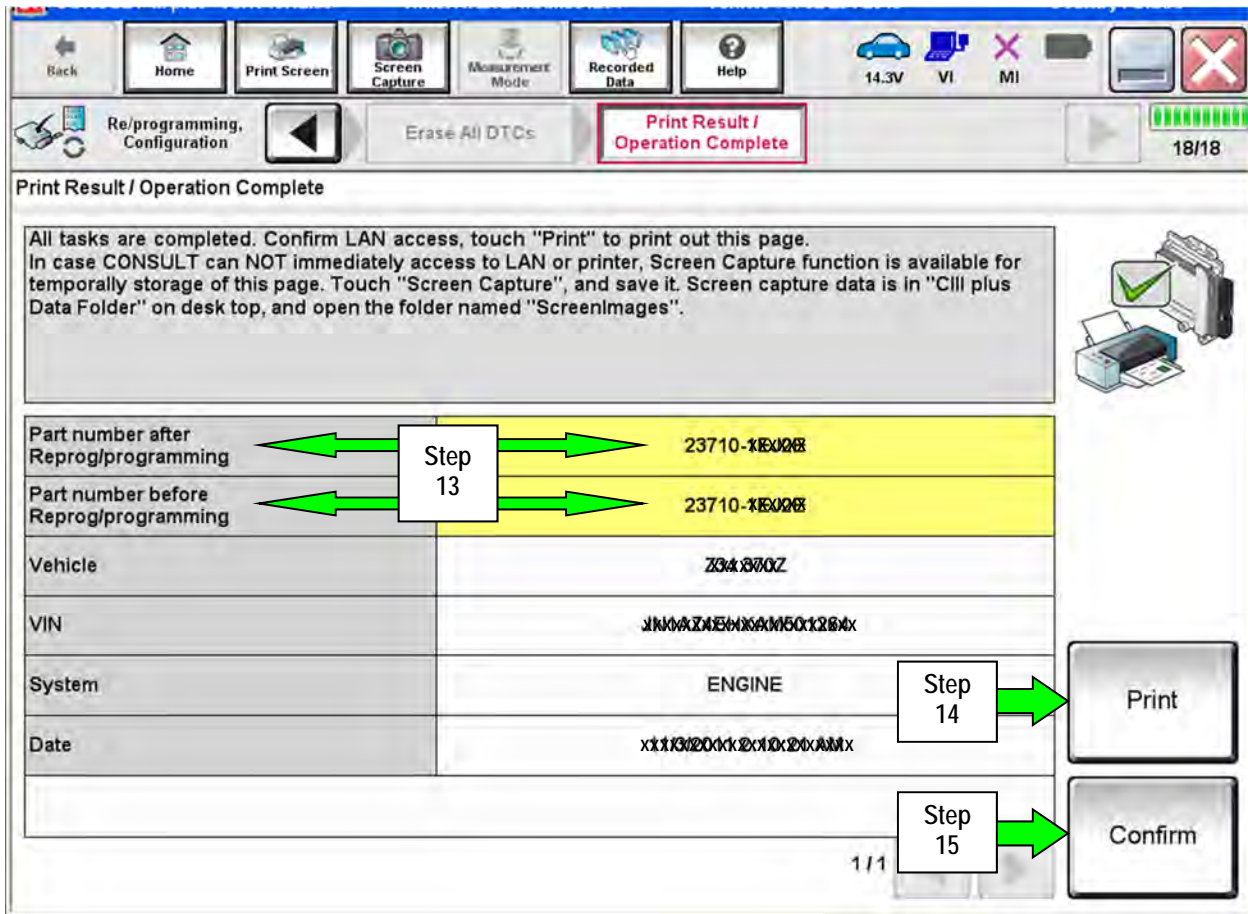 Back
Home
Print Screen
Screen
Capture
Measurement
Mode
Recorded
Data
Help
14.3V
VI
MI
Re/programming,
Configuration
Erase All DTCs
Print Result /
Operation Complete
18/18
Print Result / Operation Complete
All tasks are completed. Confirm LAN access, touch "Print" to print out this page.
In case CONSULT can NOT immediately access to LAN or printer, Screen Capture function is available for
temporally storage of this page. Touch "Screen Capture", and save it. Screen capture data is in "CIII plus
Data Folder" on desk top, and open the folder named "ScreenImages".
Part number after
Reprog/programming
Step
13
23710-
Part number before
Reprog/programming
23710-
Vehicle
VIN
System
ENGINE
Step
14
Print
Date
Step
15
Confirm
1/1